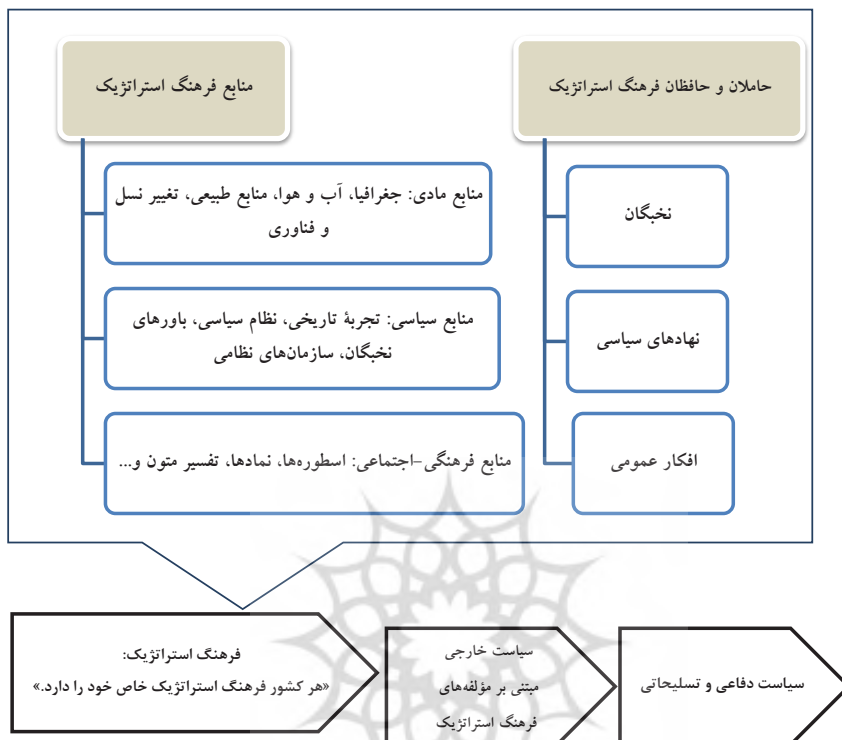 حاملان و حافظان فرهنگ استراتژیک
نخبگان
نهادهای سیاسی
افکار عمومی
منابع فرهنگ استراتژیک
منابع مادی: جغرافیا، آب و هوا، منابع طبیعی، تغییر نسل
و فناوری
منابع سیاسی: تجربۀ تاریخی، نظام سیاسی، باورهای
نخبگان، سازمان‌های نظامی
منابع فرهنگی-اجتماعی: اسطوره‌ها، نمادها، تفسیر متون و...
فرهنگ استراتژیک:
«هر کشور فرهنگ استراتژیک خاص خود را دارد.»
سیاست خارجی
مبتنی بر مؤلفه‌های
فرهنگ استراتژیک
سیاست دفاعی و تسلیحاتی